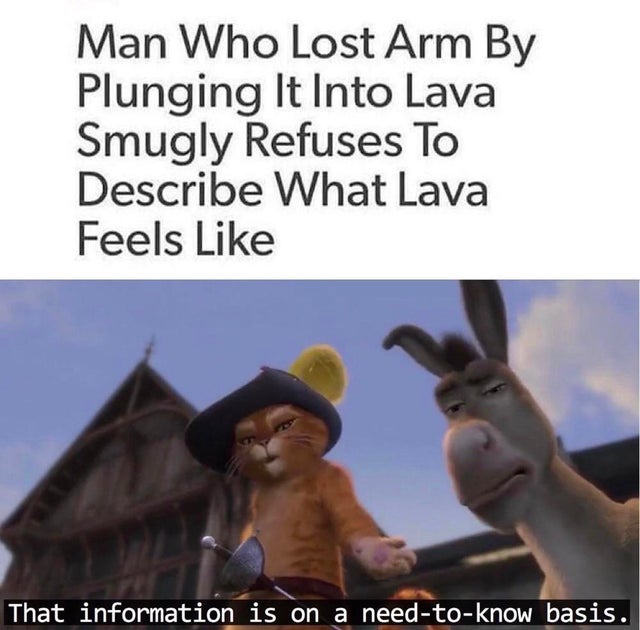 Man Who Lost Arm By
Plunging It Into Lava
Smugly Refuses To
Describe What Lava
Feels Like
That information is on a need-to-know basis.